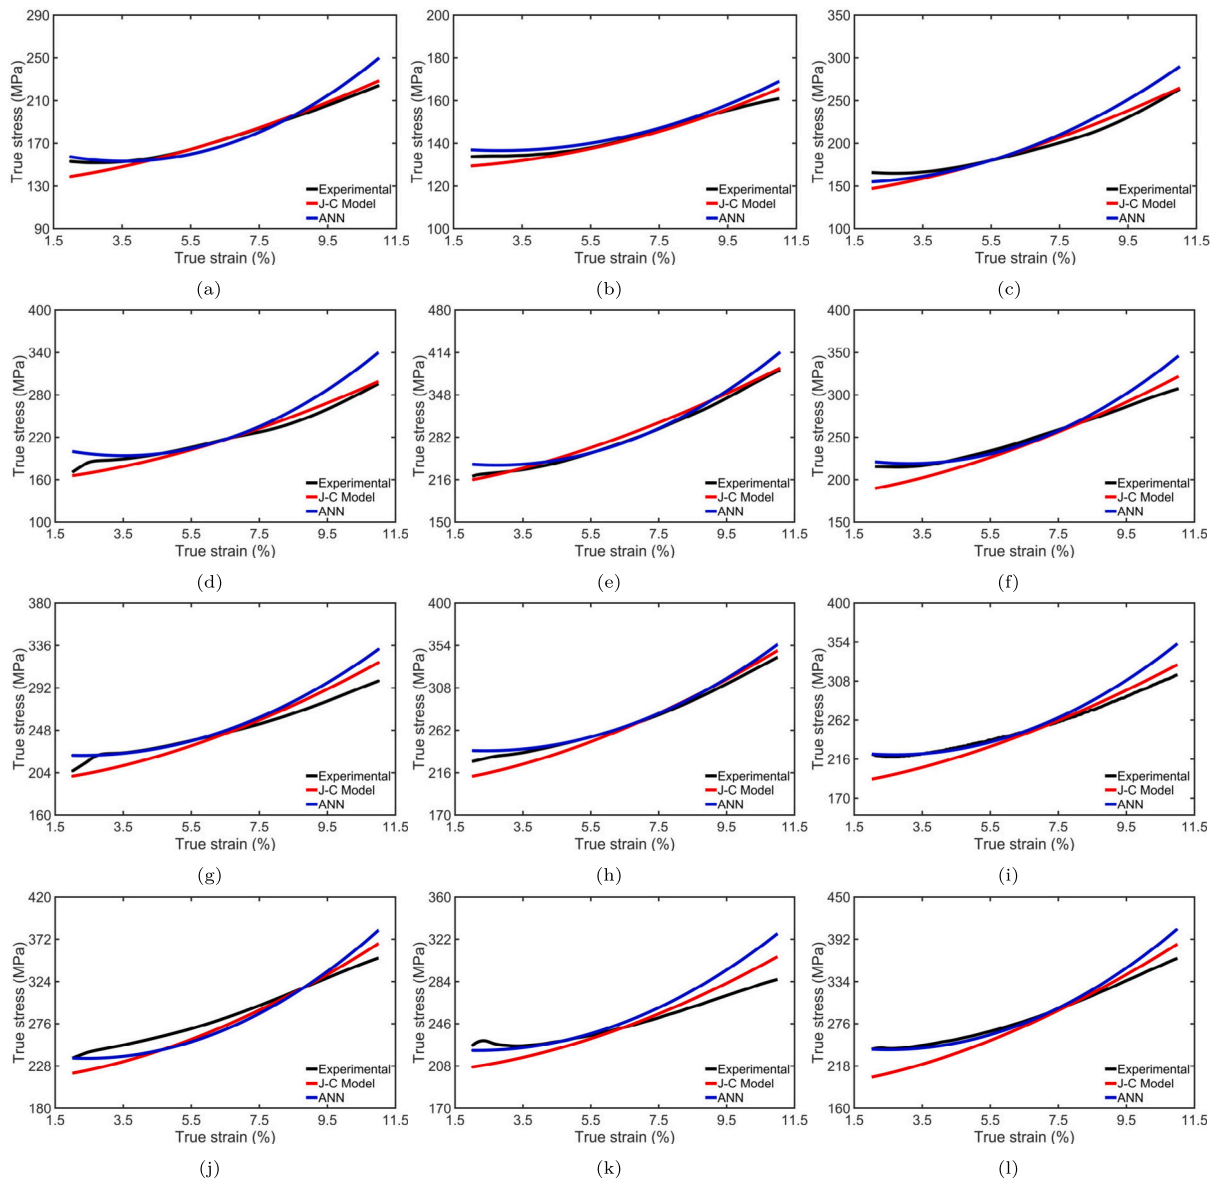 290
250
210
170
130
90
True stress (MPa)
Experimental
J-C Model
ANN
1.5 3.5 5.5 7.5 9.5 11.5
True strain (%)
(a)
200
180
160
140
120
100
True stress (MPa)
Experimental
J-C Model
ANN
1.5 3.5 5.5 7.5 9.5 11.5
True strain (%)
(b)
350
300
250
200
150
100
True stress (MPa)
Experimental
J-C Model
ANN
1.5 3.5 5.5 7.5 9.5 11.5
True strain (%)
(c)
400
340
280
220
160
100
True stress (MPa)
Experimental
J-C Model
ANN
1.5 3.5 5.5 7.5 9.5 11.5
True strain (%)
(d)
480
414
348
282
216
150
True stress (MPa)
Experimental
J-C Model
ANN
1.5 3.5 5.5 7.5 9.5 11.5
True strain (%)
(e)
400
350
300
250
200
150
True stress (MPa)
Experimental
J-C Model
ANN
1.5 3.5 5.5 7.5 9.5 11.5
True strain (%)
(f)
380
336
292
248
204
160
True stress (MPa)
Experimental
J-C Model
ANN
1.5 3.5 5.5 7.5 9.5 11.5
True strain (%)
(g)
400
354
308
262
216
170
True stress (MPa)
Experimental
J-C Model
ANN
1.5 3.5 5.5 7.5 9.5 11.5
True strain (%)
(h)
400
354
308
262
216
170
True stress (MPa)
Experimental
J-C Model
ANN
1.5 3.5 5.5 7.5 9.5 11.5
True strain (%)
(i)
420
372
324
276
228
180
True stress (MPa)
Experimental
J-C Model
ANN
1.5 3.5 5.5 7.5 9.5 11.5
True strain (%)
(j)
360
322
284
246
208
170
True stress (MPa)
Experimental
J-C Model
ANN
1.5 3.5 5.5 7.5 9.5 11.5
True strain (%)
(k)
450
392
334
276
218
160
True stress (MPa)
Experimental
J-C Model
ANN
1.5 3.5 5.5 7.5 9.5 11.5
True strain (%)
(l)